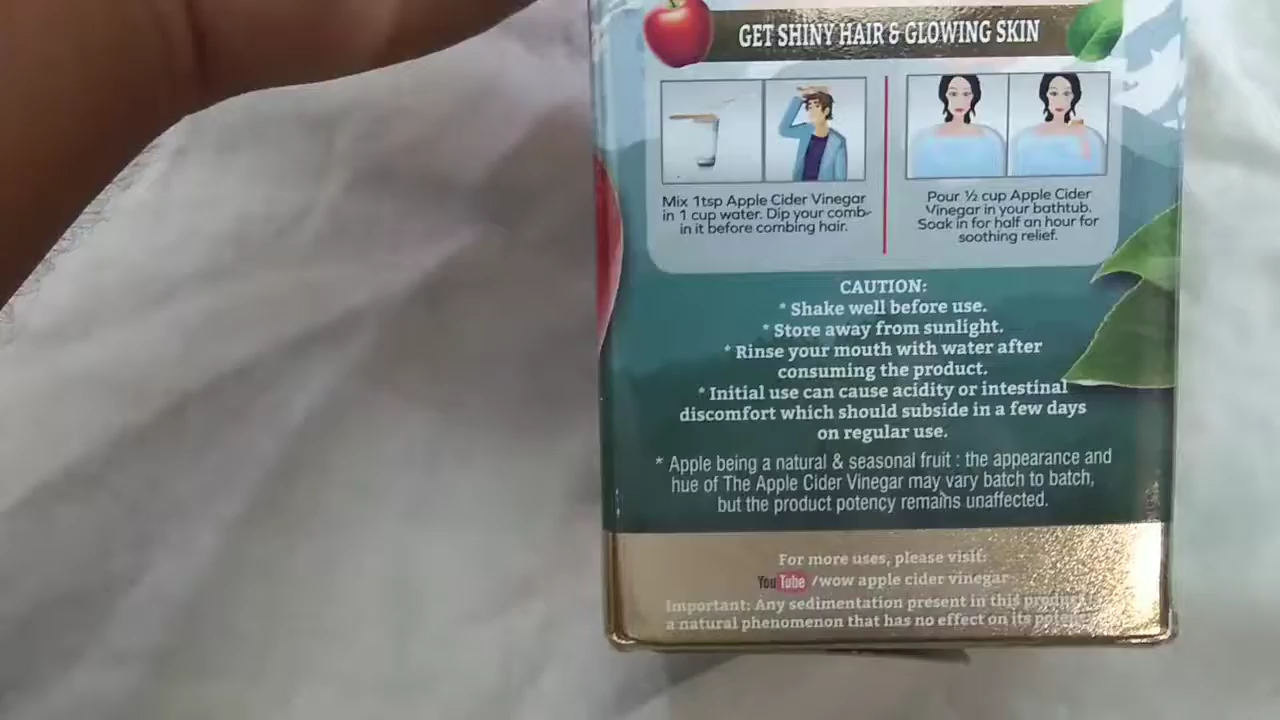 GET SHINY HAIR & GLOWING SKIN
Mix 1tsp Apple Cider Vinegar
in 1 cup water. Dip your comb
in it before combing hair.
Pour ½ cup Apple Cider
Vinegar in your bathtub.
Soak in for half an hour for
soothing relief.
CAUTION:
* Shake well before use.
* Store away from sunlight.
* Rinse your mouth with water after
consuming the product.
* Initial use can cause acidity or intestinal
discomfort which should subside in a few days
on regular use.
* Apple being a natural & seasonal fruit : the appearance and
hue of The Apple Cider Vinegar may vary batch to batch,
but the product potency remains unaffected.
For more uses, please visit:
YouTube /wow apple cider vinegar
Important: Any sedimentation present in this product
a natural phenomenon that has no effect on its